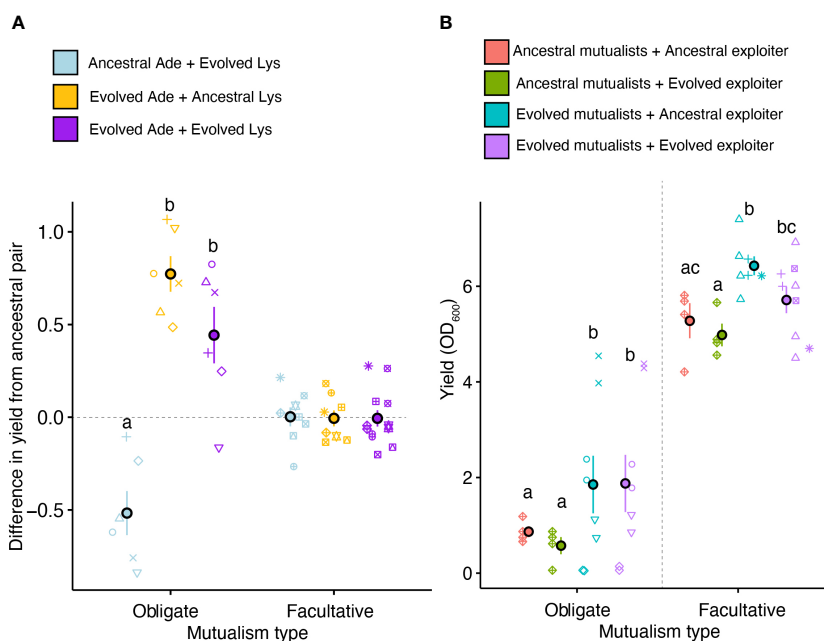 A
Ancestral Ade + Evolved Lys
Evolved Ade + Ancestral Lys
Evolved Ade + Evolved Lys
Difference in yield from anceestral pair
1.0
0.5
0.0
−0.5
a
b
b
Obligate
Facultative
Mutualism type
B
Ancestral mutualists + Ancestral exploiter
Ancestral mutualists + Evolved exploiter
Evolved mutualists + Ancestral exploiter
Evolved mutualists + Evolved exploiter
Yield (OD600)
6
4
2
0
a
a
b
b
ac
a
b
bc
Obligate
Facultative
Mutualism type